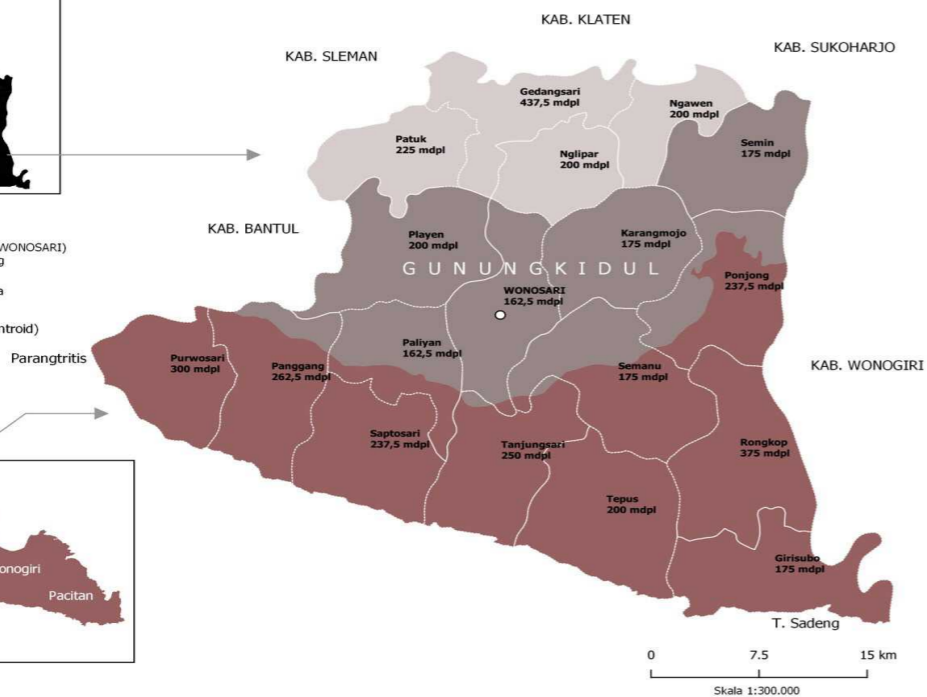 KAB. KLATEN
KAB. SLEMAN
KAB. SUKOHARJO
Gedangsari
437,5 mdpl
Ngawen
200 mdpl
Patuk
225 mdpl
Nglipar
200 mdpl
Semin
175 mdpl
KAB. BANTUL
Playen
200 mdpl
Karangmojo
175 mdpl
GUNUNGKIDUL
Ponjong
237,5 mdpl
WONOSARI
162,5 mdpl
WONOSARI)
Parangtritis
Purwosari
300 mdpl
Panggang
262,5 mdpl
Paliyan
162,5 mdpl
Semanu
175 mdpl
KAB. WONOGIRI
Saptosari
237,5 mdpl
Tanjungsari
250 mdpl
Rongkop
375 mdpl
Tepus
200 mdpl
Girisubo
175 mdpl
onogiri
Pacitan
T. Sadeng
0 7.5 15 km
Skala 1:300.000